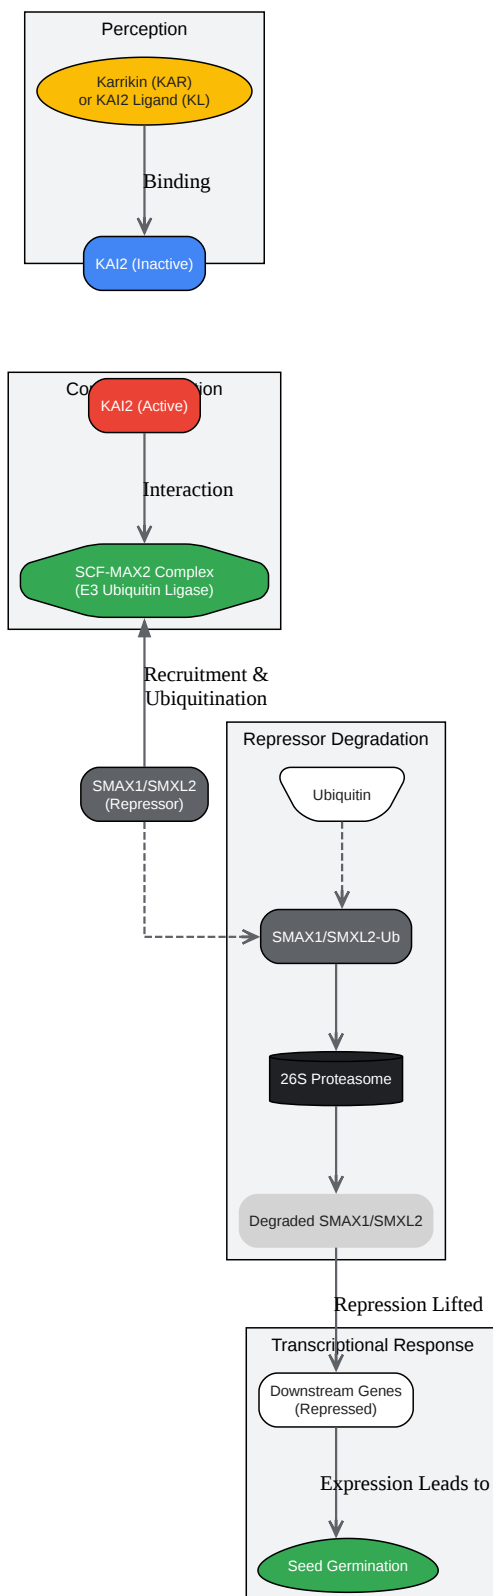 Perception
Karrikin (KAR)
or KAI2 Ligand (KL)
Binding
KAI2 (Inactive)
KAI2 (Active)
Interaction
SCF-MAX2 Complex
(E3 Ubiquitin Ligase)
Recruitment &
Ubiquitination
Repressor Degradation
SMAX1/SMXL2
(Repressor)
Ubiquitin
SMAX1/SMXL2-Ub
26S Proteasome
Degraded SMAX1/SMXL2
Repression Lifted
Transcriptional Response
Downstream Genes
(Repressed)
Expression Leads to
Seed Germination